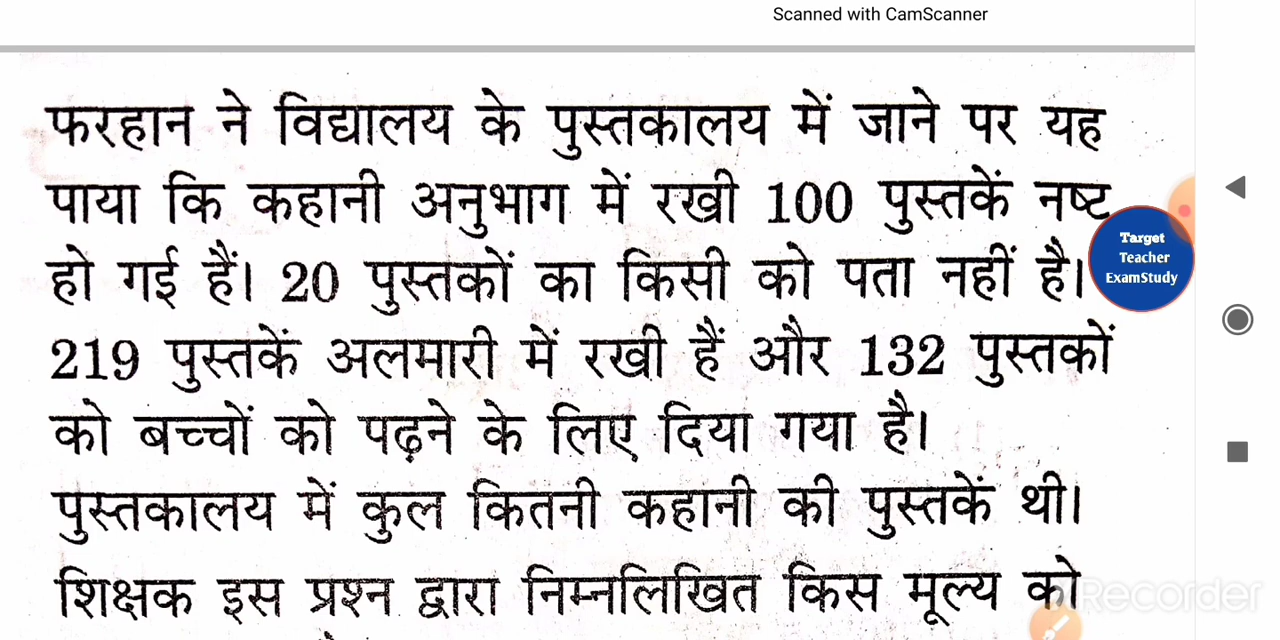 Scanned with CamScanner
फरहान ने विद्यालय के पुस्तकालय में जाने पर यह
पाया कि कहानी अनुभाग में रखी 100 पुस्तकें नष्ट
हो गई हैं। 20 पुस्तकों का किसी को पता नहीं है।
219 पुस्तकें अलमारी में रखी हैं और 132 पुस्तकों
को बच्चों को पढ़ने के लिए दिया गया है।
पुस्तकालय में कुल कितनी कहानी की पुस्तकें थी।
शिक्षक इस प्रश्न द्वारा निम्नलिखित किस मूल्य को
Target
Teacher
ExamStudy
Recorder